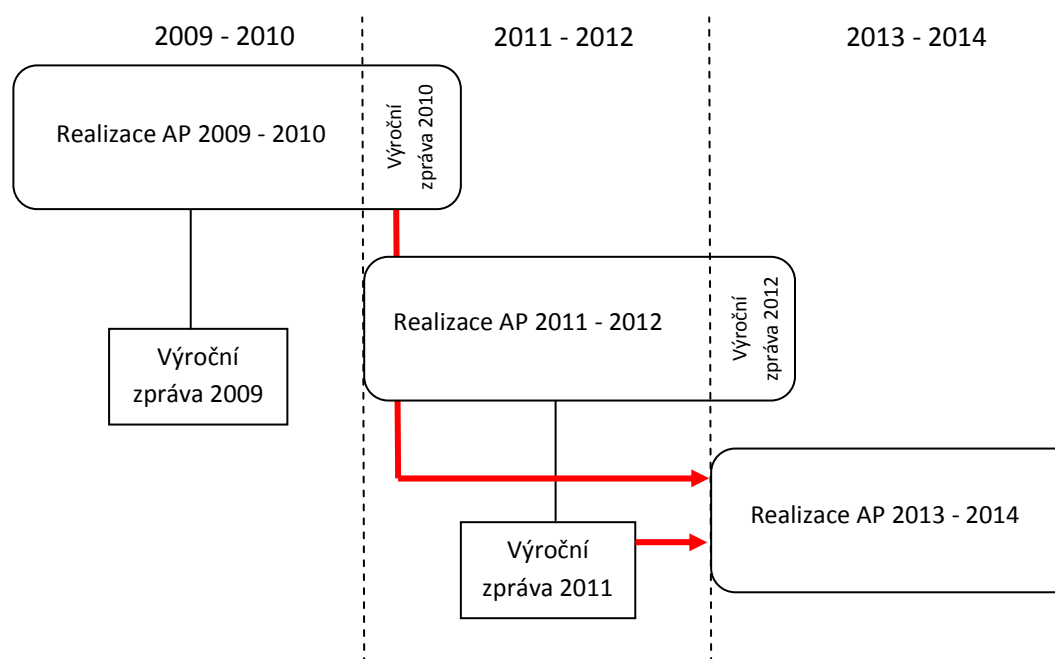 2009 - 2010
2011 - 2012
2013 - 2014
Realizace AP 2009 - 2010
Výroční
zpráva 2010
Realizace AP 2011 - 2012
Výroční
zpráva 2012
Výroční
zpráva 2009
Realizace AP 2013 - 2014
Výroční
zpráva 2011